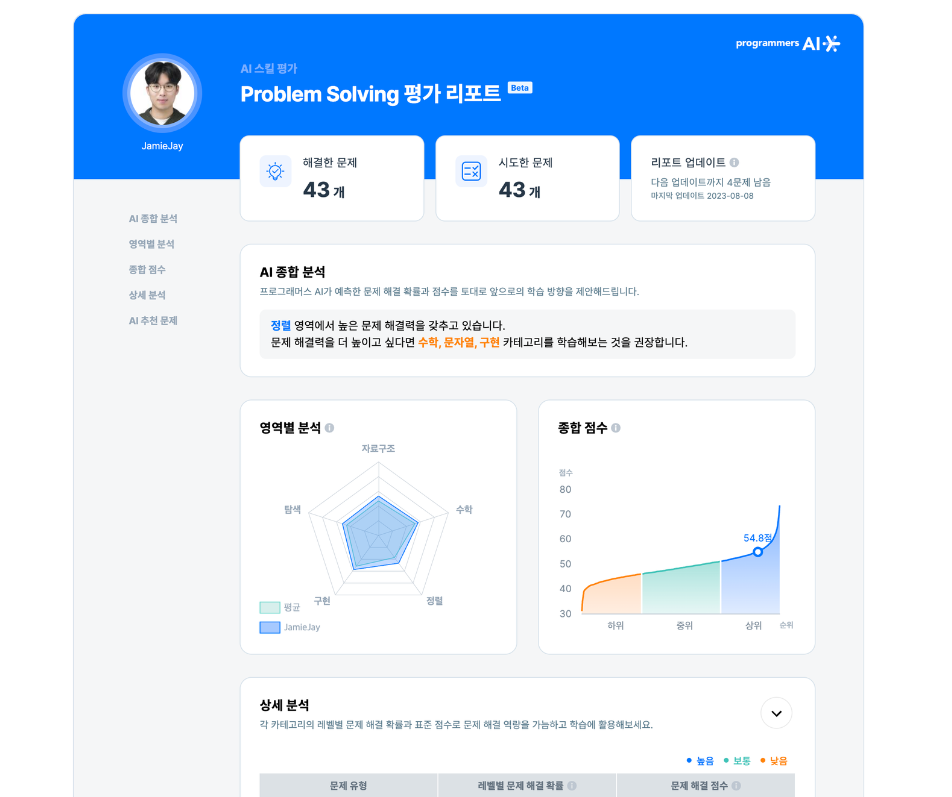 programmers AI
AI 스킬 평가
Problem Solving 평가 리포트 Beta
JamieJay
해결한 문제
43 개
시도한 문제
43 개
리포트 업데이트
다음 업데이트까지 4문제 남음
마지막 업데이트 2023-08-08
AI 종합 분석
영역별 분석
종합 점수
상세 분석
AI 추천 문제
AI 종합 분석
프로그래머스 AI가 예측한 문제 해결 확률과 점수를 토대로 앞으로의 학습 방향을 제안해드립니다.
정렬 영역에서 높은 문제 해결력을 갖추고 있습니다.
문제 해결력을 더 높이고 싶다면 수학, 문자열, 구현 카테고리를 학습해보는 것을 권장합니다.
영역별 분석
자료구조
탐색
수학
구현
정렬
평균
JamieJay
종합 점수
점수
80
70
60
50
40
30
54.8점
하위
중위
상위
순위
상세 분석
각 카테고리의 레벨별 문제 해결 확률과 표준 점수로 문제 해결 역량을 가늠하고 학습에 활용해보세요.
높음 보통 낮음
문제 유형
레벨별 문제 해결 확률
문제 해결 점수